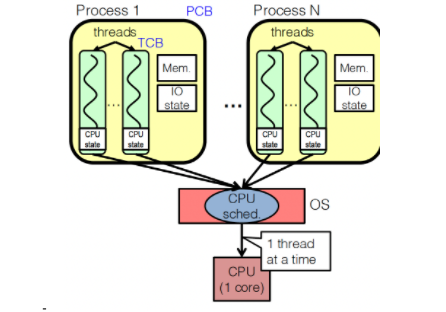 Process 1
PCB
Process N
threads
TCB
threads
Mem.
IO
state
CPU
state
CPU
state
...
...
Mem.
IO
state
CPU
state
CPU
state
...
CPU
sched.
OS
1 thread
at a time
CPU
(1 core)